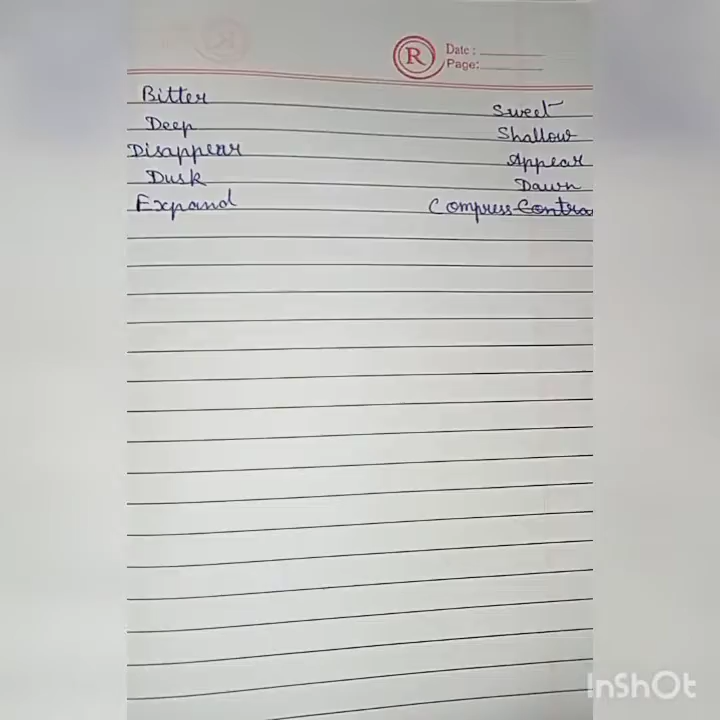 R Date :
Page:
Bitter Sweet
Deep Shallow
Disappear Appear
Dusk Dawn
Expand Compress Contra
InShOt